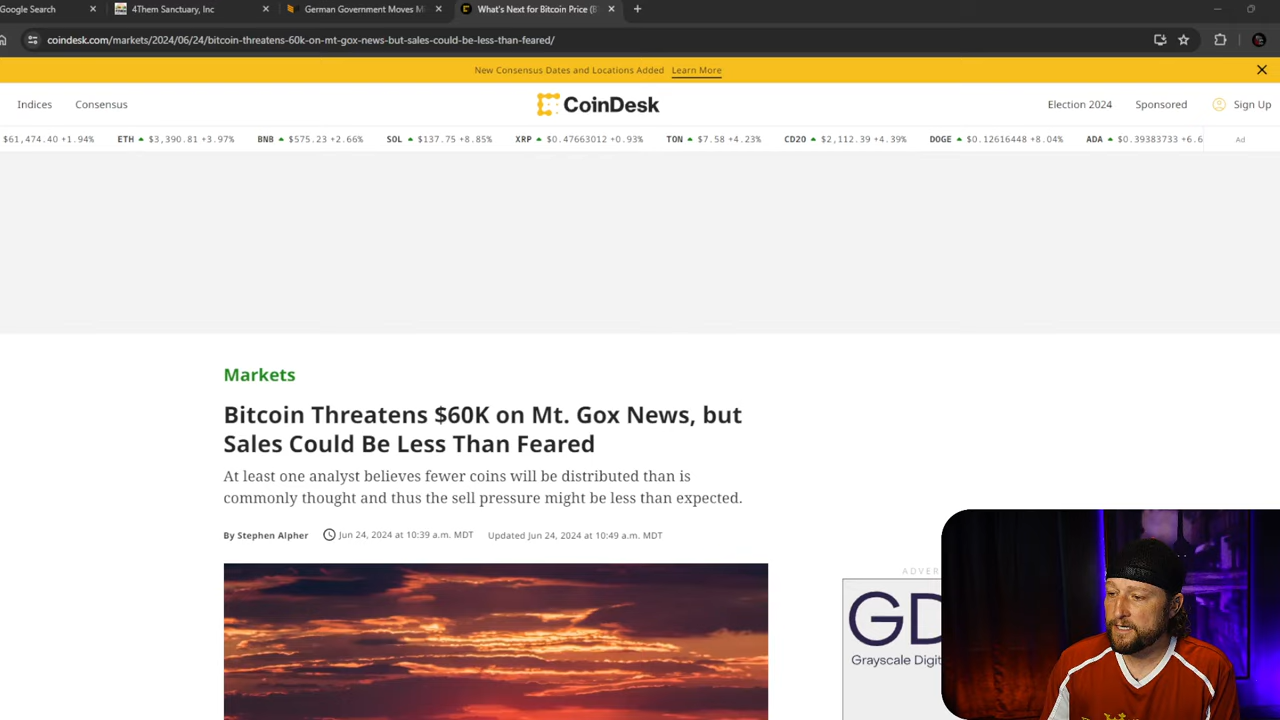 Google Search
4Them Sanctuary, Inc
German Government Moves M
What's Next for Bitcoin Price (B
coindesk.com/markets/2024/06/24/bitcoin-threatens-60k-on-mt-gox-news-but-sales-could-be-less-than-feared/
New Consensus Dates and Locations Added Learn More
Indices Consensus
CoinDesk
Election 2024 Sponsored Sign Up
$61,474.40 +1.94% ETH $3,390.81 +3.97% BNB $575.23 +2.66% SOL $137.75 +8.85% XRP $0.47663012 +0.93% TON $7.58 +4.23% CD20 $2,112.39 +4.39% DOGE $0.12616448 +8.04% ADA $0.39383733 +6.6
Ad
Markets
Bitcoin Threatens $60K on Mt. Gox News, but
Sales Could Be Less Than Feared
At least one analyst believes fewer coins will be distributed than is
commonly thought and thus the sell pressure might be less than expected.
By Stephen Alpher Jun 24, 2024 at 10:39 a.m. MDT Updated Jun 24, 2024 at 10:49 a.m. MDT
ADVER
GD
Grayscale Digit